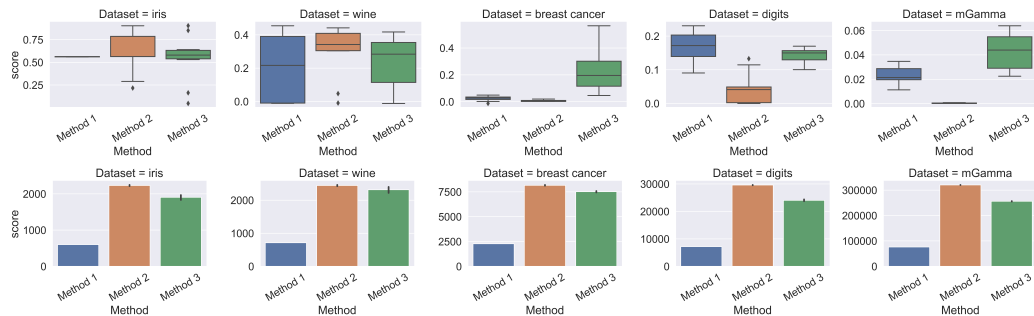 Dataset = iris
Dataset = wine
Dataset = breast cancer
Dataset = digits
Dataset = mGamma
score
0.75
0.50
0.25
0.4
0.2
0.0
0.4
0.2
0.0
0.2
0.1
0.0
0.06
0.04
0.02
0.00
Method 1 Method 2 Method 3
Method 1 Method 2 Method 3
Method 1 Method 2 Method 3
Method 1 Method 2 Method 3
Method 1 Method 2 Method 3
Method
Method
Method
Method
Method
Dataset = iris
Dataset = wine
Dataset = breast cancer
Dataset = digits
Dataset = mGamma
score
2000
1000
0
2000
1000
0
7500
5000
2500
0
30000
20000
10000
0
300000
200000
100000
0
Method 1 Method 2 Method 3
Method 1 Method 2 Method 3
Method 1 Method 2 Method 3
Method 1 Method 2 Method 3
Method 1 Method 2 Method 3
Method
Method
Method
Method
Method